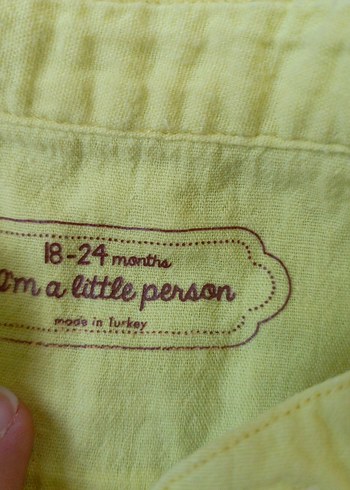 18-24 months
I'm a little person
made in Turkey